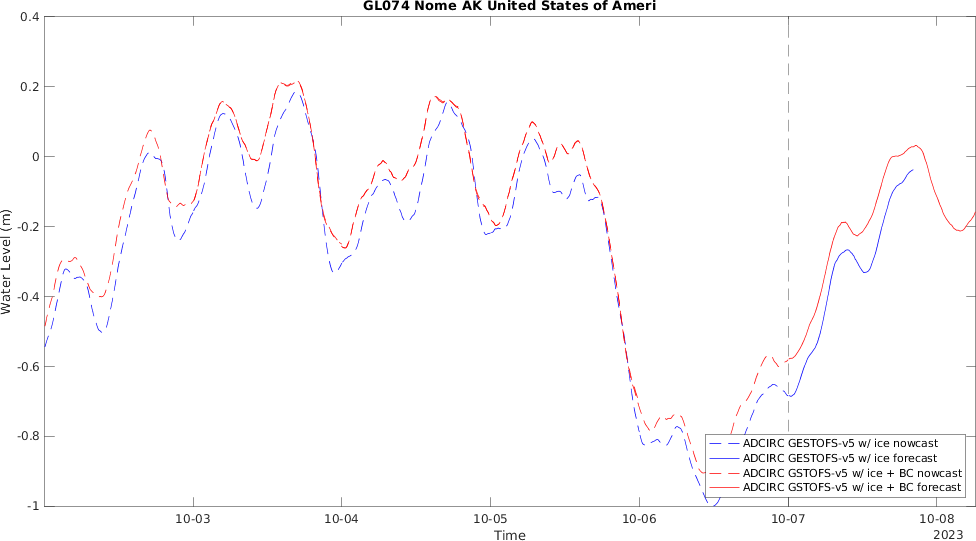 GL074 Nome AK United States of Ameri
0.4
0.2
0
-0.2
-0.4
-0.6
-0.8
-1
Water Level (m)
ADCIRC GESTOFS-v5 w/ ice nowcast
ADCIRC GESTOFS-v5 w/ ice forecast
ADCIRC GSTOFS-v5 w/ ice + BC nowcast
ADCIRC GSTOFS-v5 w/ ice + BC forecast
10-03 10-04 10-05 10-06 10-07 10-08
Time
2023